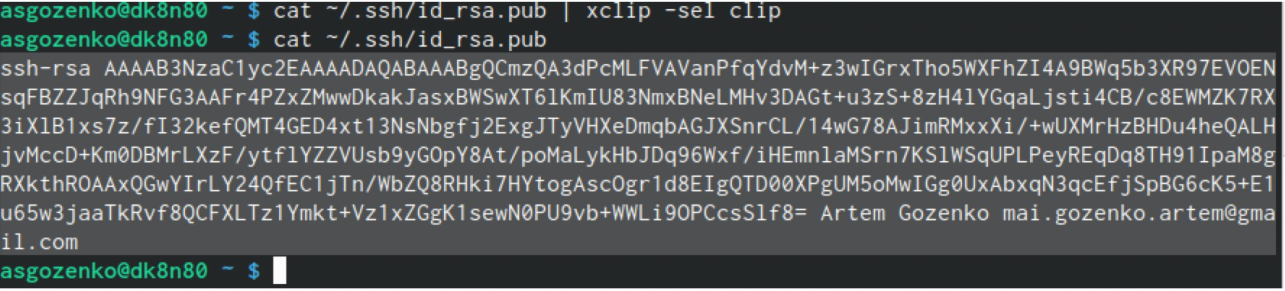 asgozenko@dk8n80 ~ $ cat ~/.ssh/id_rsa.pub | xclip -sel clip
asgozenko@dk8n80 ~ $ cat ~/.ssh/id_rsa.pub
ssh-rsa AAAAB3NzaC1yc2EAAAADAQABAAABgQCmzQA3dPcMLFVAVanPfqYdvM+z3wIGrxTho5WXFhZI4A9BWq5b3XR97EVOEN
sqFBZZJqRh9NFG3AAFr4PZxZMwwDkakJasxBWSwXT6lKmIU83NmxBNeLMHv3DAGt+u3zS+8zH4lYGqaLjsti4CB/c8EWMZK7RX
3iXlB1xs7z/fI32kefQMT4GED4xt13NsNbgfj2ExgJTyVHXeDmqbAGJXSnrCL/14wG78AJimRMxxXi/+wUXMrHzBHDu4heQALH
jvMccD+Km0DBMrLXzF/ytflYZZVUsb9yGOpY8At/poMaLykHbJDq96Wxf/iHEmnlaMSrn7KSlWSqUPLPeyREqDq8TH91IpaM8g
RXkthROAAxQGwYIrLY24QfEC1jTn/WbZQ8RHki7HYtogAscOgr1d8EIgQTD00XPgUM5oMwIGg0UxAbxqN3qcEfjSpBG6cK5+E1
u65w3jaaTkRvf8QCFXLTz1Ymkt+Vz1xZGgK1sewN0PU9vb+WWLi9OPCcsSlf8= Artem Gozenko mai.gozenko.artem@gma
il.com
asgozenko@dk8n80 ~ $